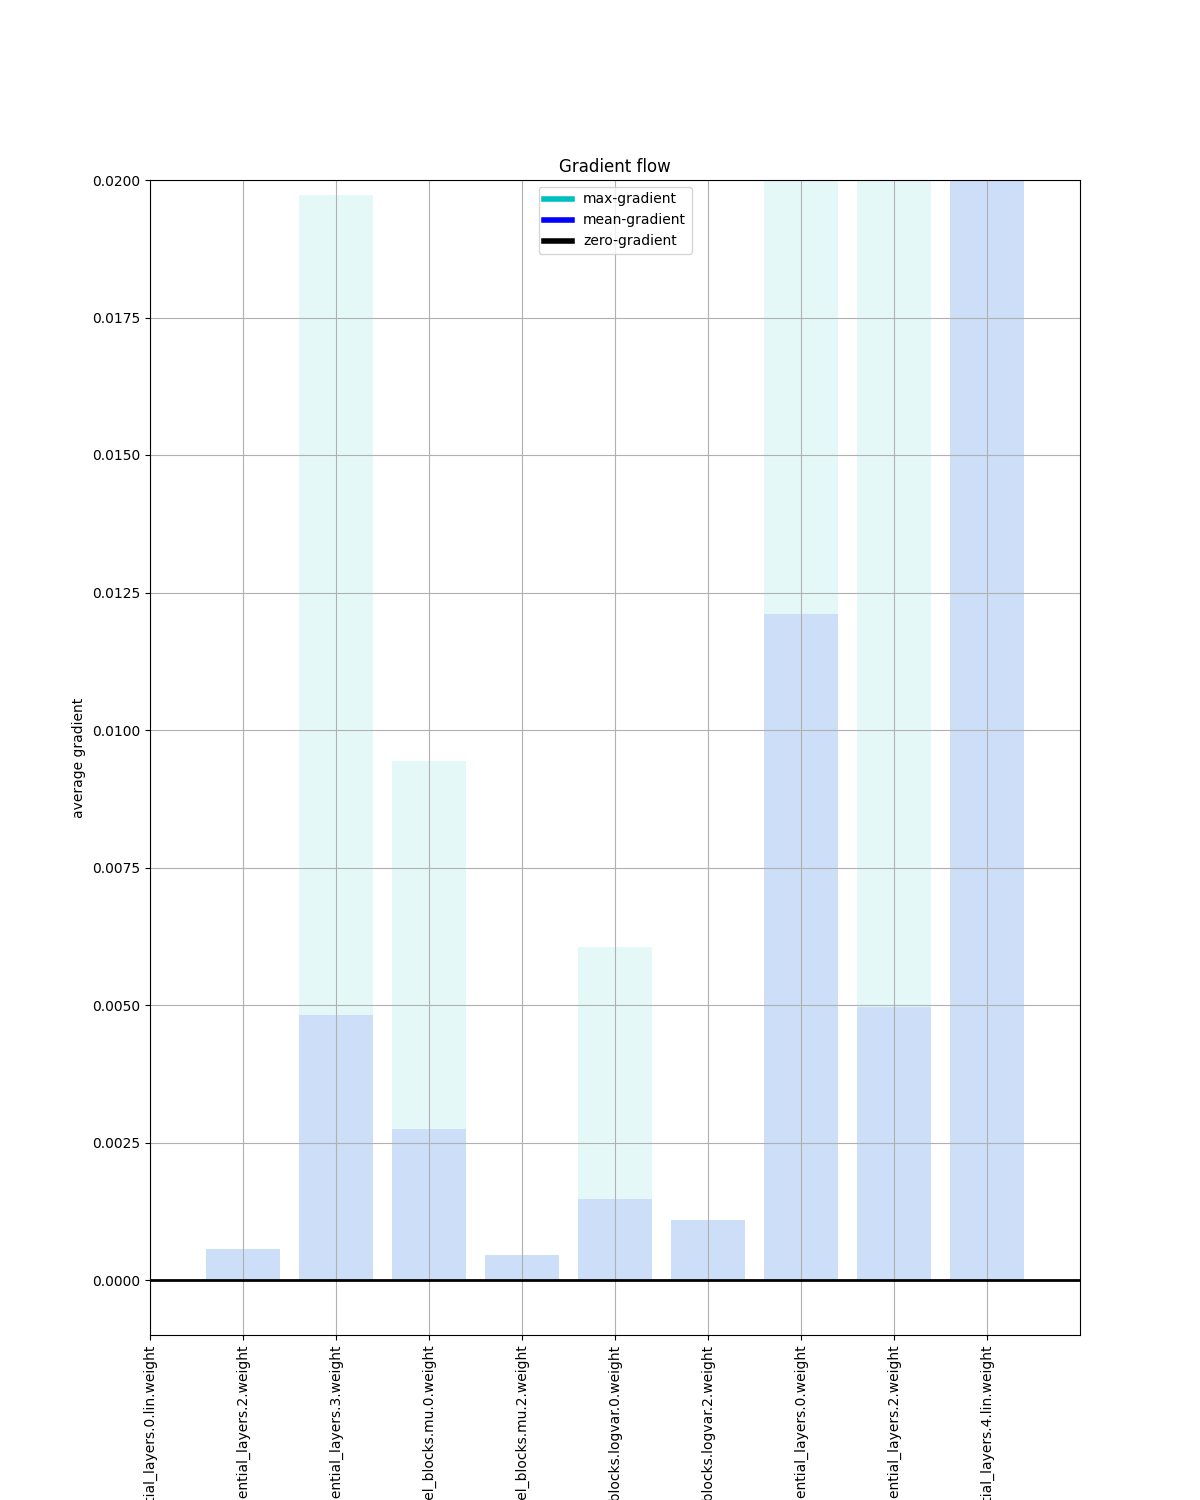 Gradient flow
max-gradient
mean-gradient
zero-gradient
0.0200
0.0175
0.0150
0.0125
0.0100
0.0075
0.0050
0.0025
0.0000
average gradient
tial_layers.0.lin.weight
ential_layers.2.weight
ential_layers.3.weight
el_blocks.mu.0.weight
el_blocks.mu.2.weight
blocks.logvar.0.weight
blocks.logvar.2.weight
ential_layers.0.weight
ential_layers.2.weight
tial_layers.4.lin.weight